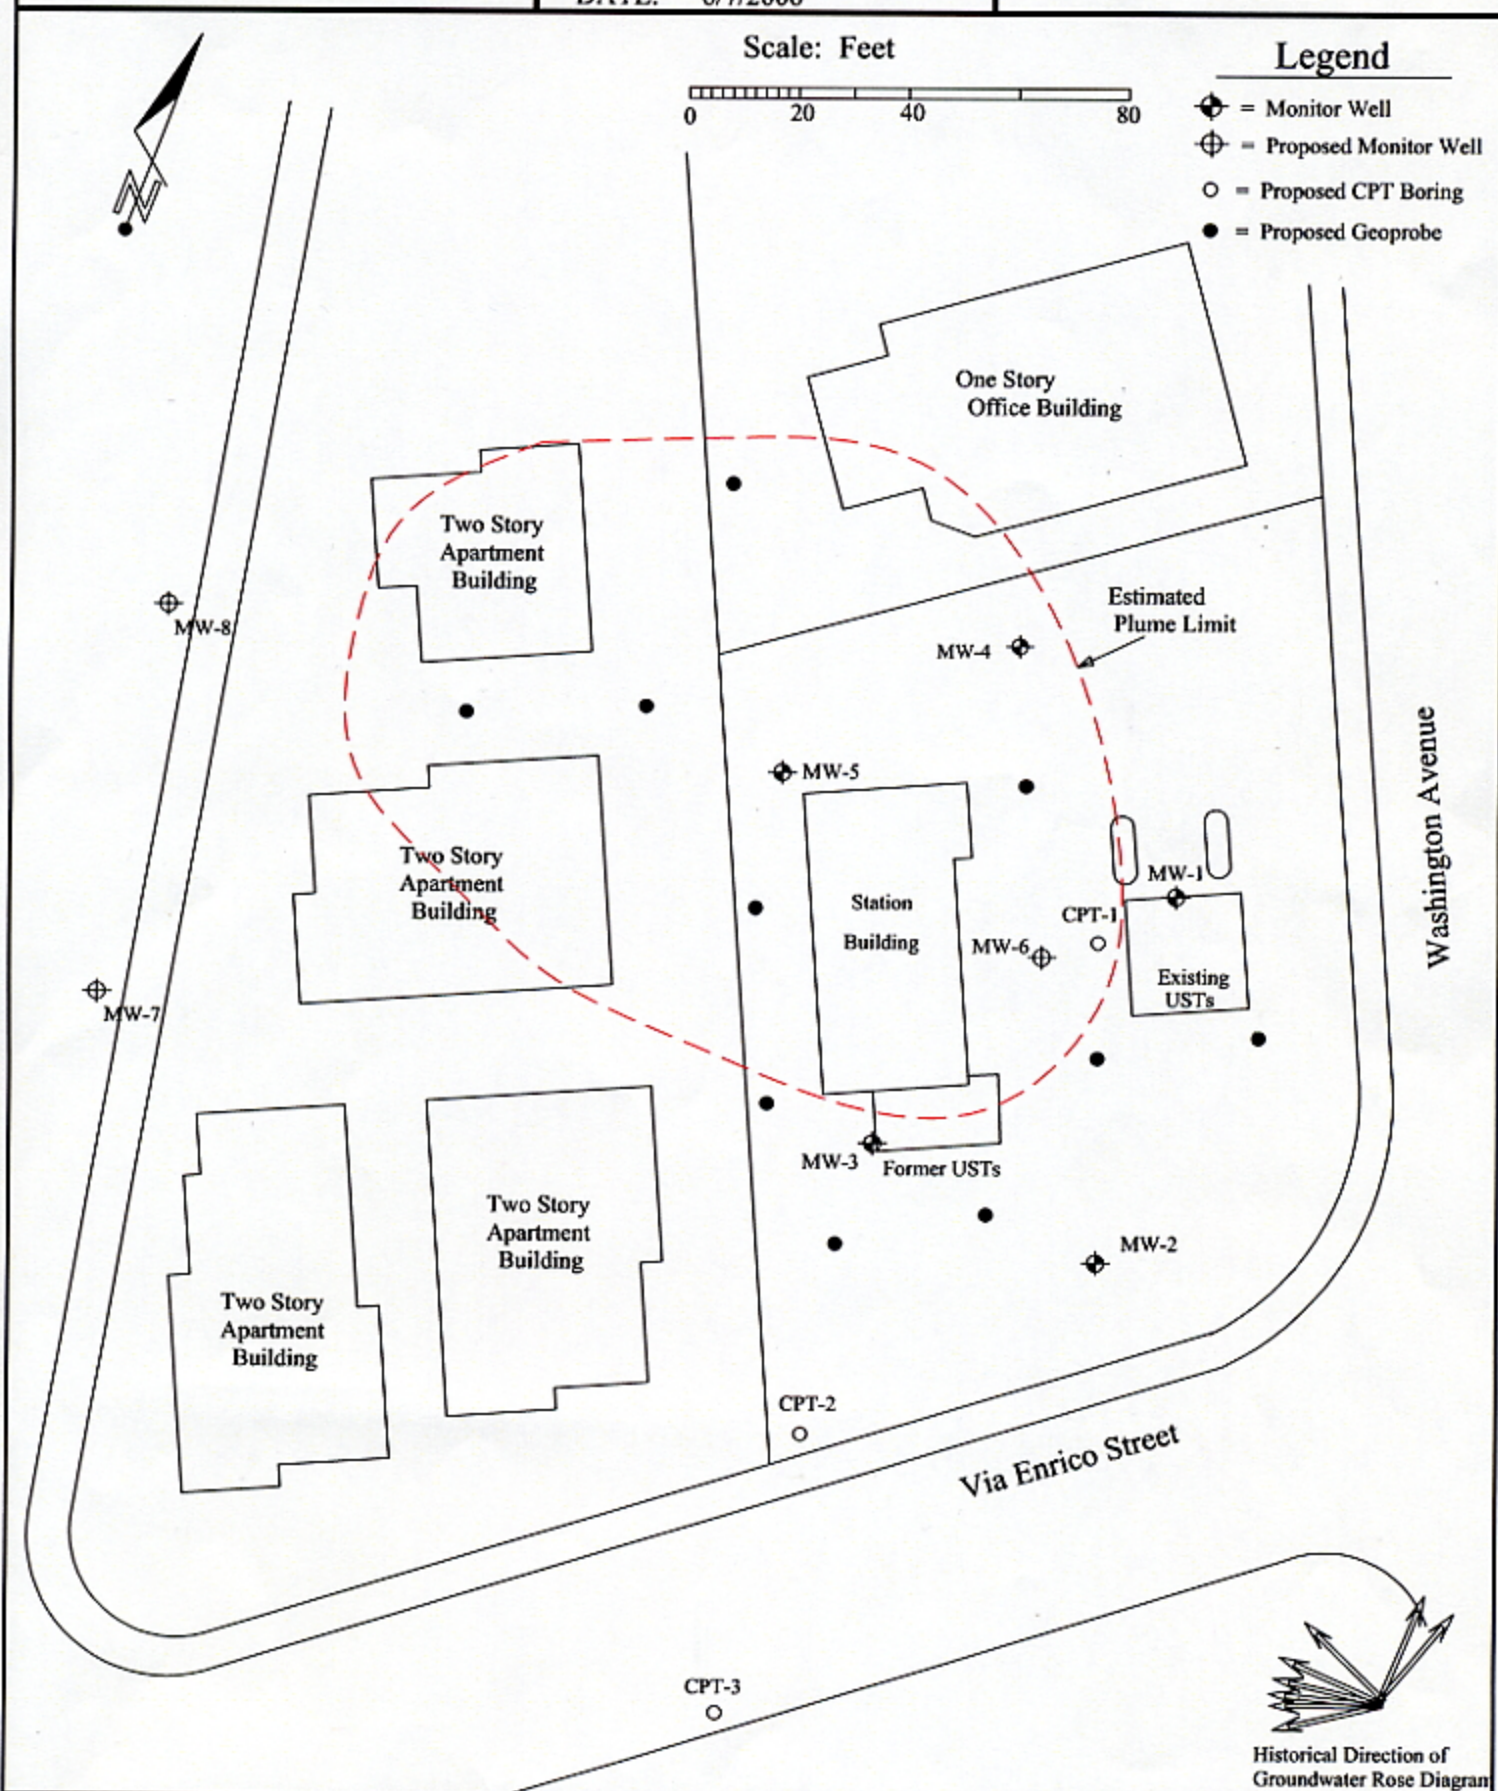 Scale: Feet
0 20 40 80
Legend
= Monitor Well
= Proposed Monitor Well
= Proposed CPT Boring
= Proposed Geoprobe
N
One Story
Office Building
Two Story
Apartment
Building
Estimated
Plume Limit
MW-8
MW-4
MW-5
Washington Avenue
Two Story
Apartment
Building
MW-1
Station
Building
CPT-1
MW-6
Existing
USTs
MW-7
MW-3
Former USTs
Two Story
Apartment
Building
MW-2
Two Story
Apartment
Building
CPT-2
Via Enrico Street
CPT-3
Historical Direction of
Groundwater Rose Diagram